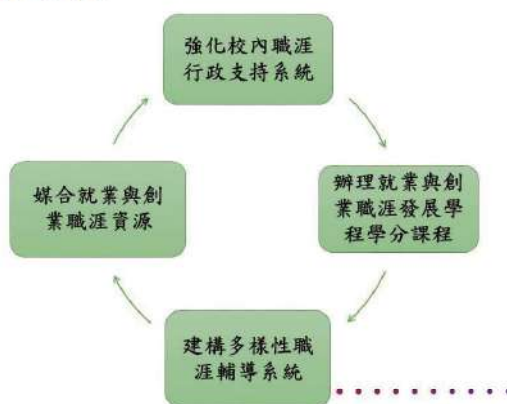 強化校內職涯
行政支持系統
媒合就業與創
業職涯資源
辦理就業與創
業職涯發展學
程學分課程
建構多樣性職
涯輔導系統